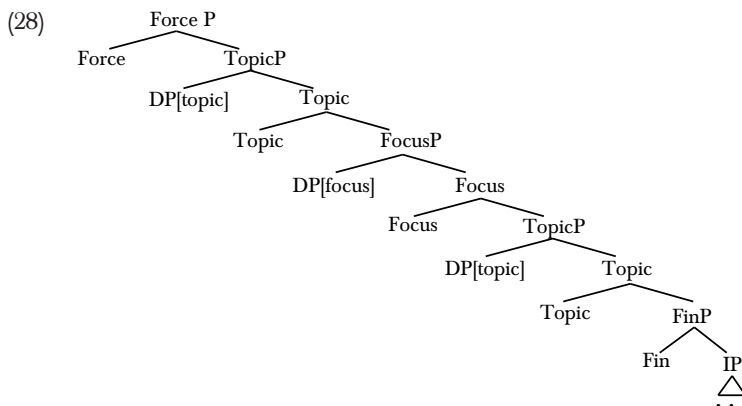 (28)
Force P
Force TopicP
DP[topic] Topic
Topic FocusP
DP[focus] Focus
Focus TopicP
DP[topic] Topic
Topic FinP
Fin IP